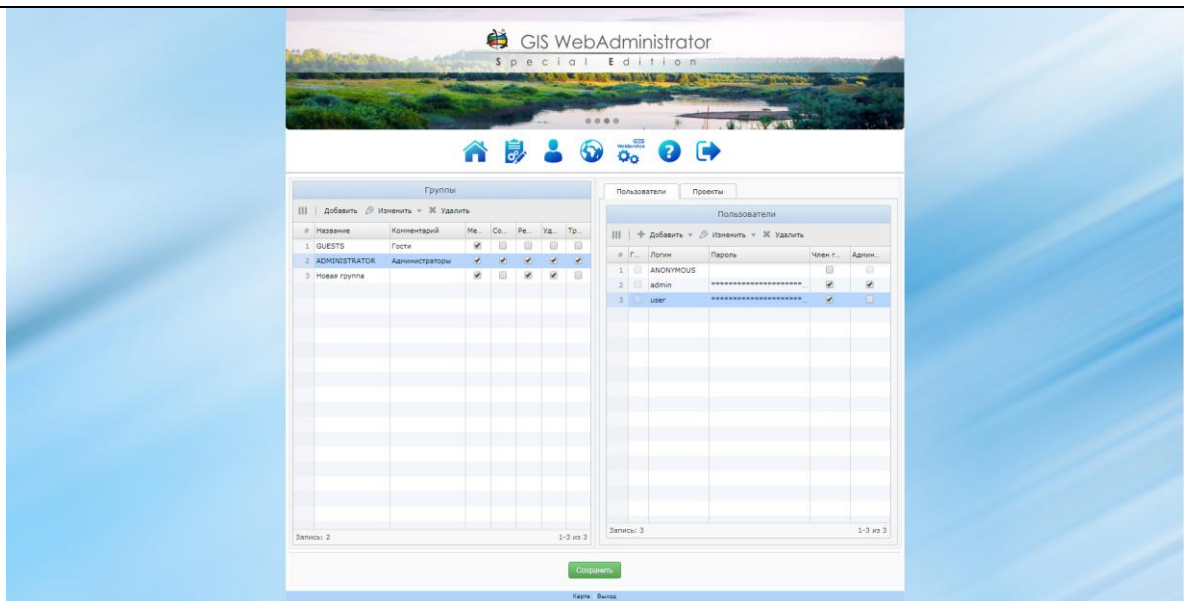 GIS WebAdministrator
Special Edition
GIS
WebService
Группы
Добавить Изменить Удалить
# Название Комментарий Ме... Со... Ре... Уд... Тр...
1 GUESTS Гости
2 ADMINISTRATOR Администраторы
3 Новая группа
Запись: 2 1-3 из 3
Пользователи Проекты
Пользователи
Добавить Изменить Удалить
# Г... Логин Пароль Член г... Админ...
1 ANONYMOUS
2 admin *********************...
3 user *********************...
Запись: 3 1-3 из 3
Сохранить
Карта Выход